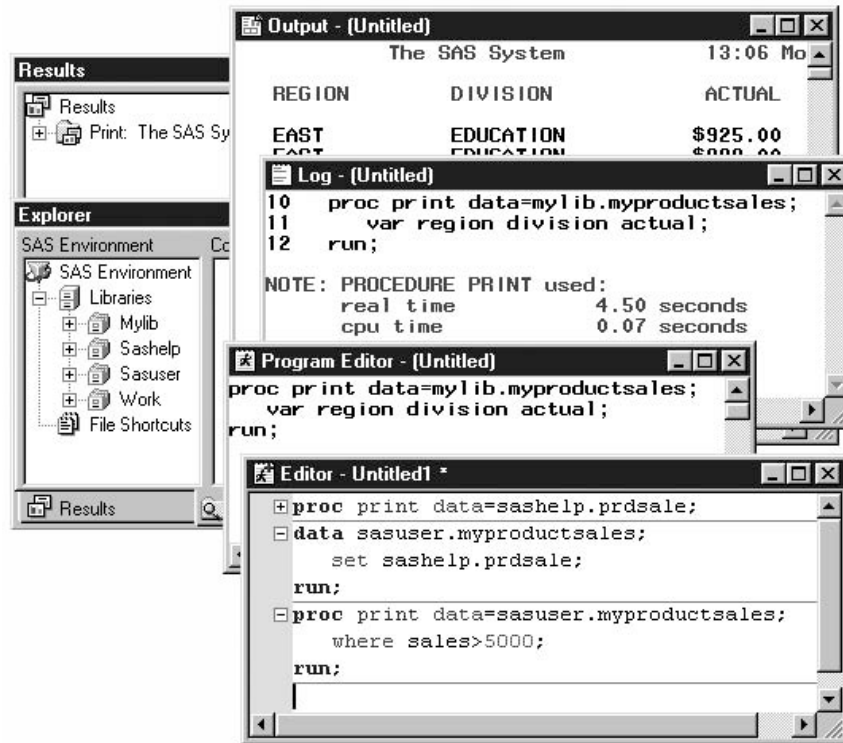 Output - (Untitled)
The SAS System 13:06 Mo
REGION DIVISION ACTUAL
EAST EDUCATION $925.00
EAST EDUCATION
Results
Results
Print: The SAS Sy
Log - (Untitled)
10 proc print data=mylib.myproductsales;
11 var region division actual;
12 run;
NOTE: PROCEDURE PRINT used:
real time 4.50 seconds
cpu time 0.07 seconds
Explorer
SAS Environment Co
SAS Environment
Libraries
Mylib
Sashelp
Sasuser
Work
File Shortcuts
Results
Program Editor - (Untitled)
proc print data=mylib.myproductsales;
var region division actual;
run;
Editor - Untitled1 *
proc print data=sashelp.prdsale;
data sasuser.myproductsales;
set sashelp.prdsale;
run;
proc print data=sasuser.myproductsales;
where sales>5000;
run;